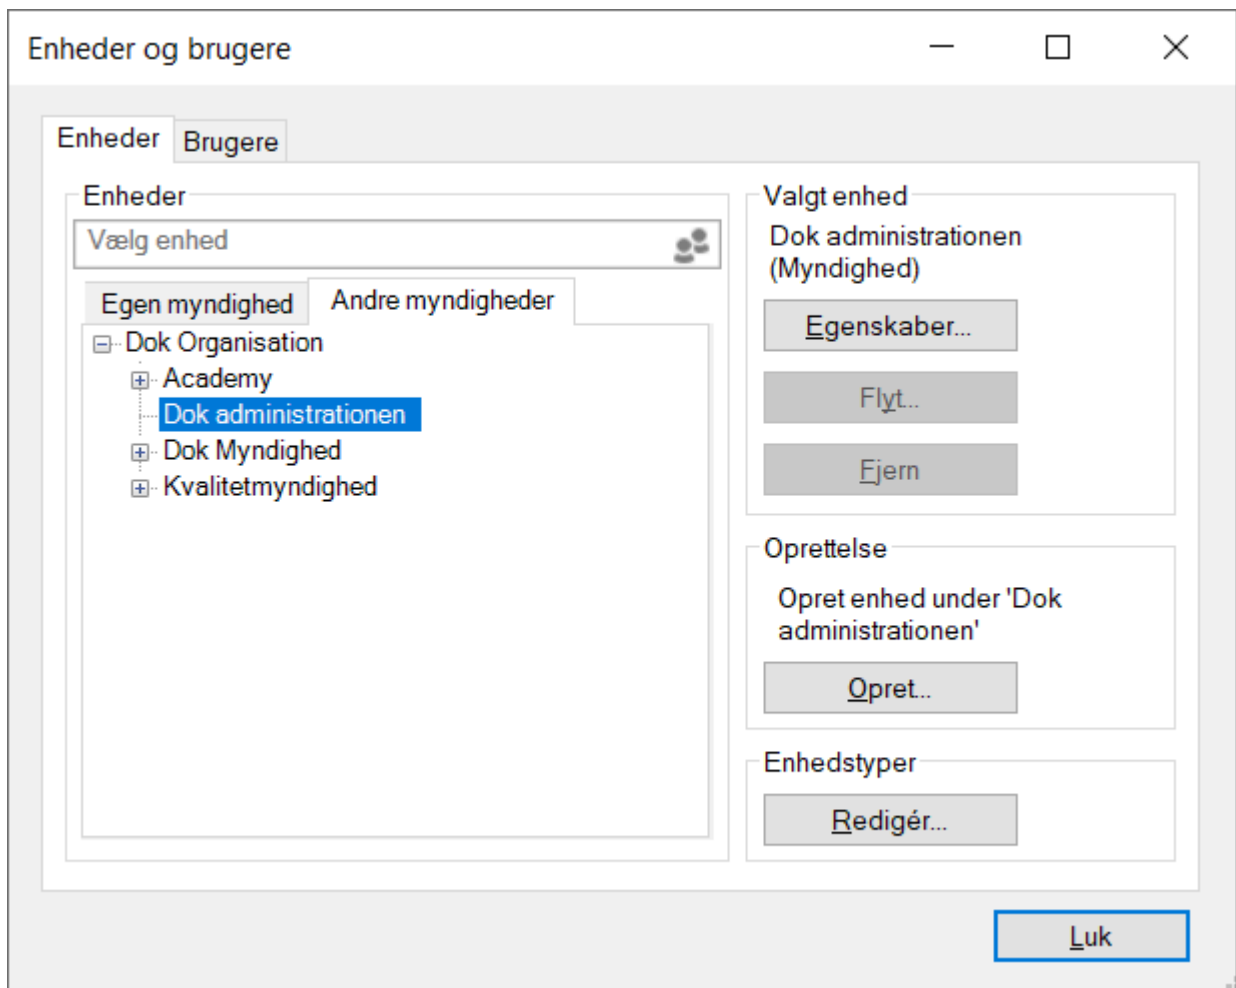 Enheder og brugere
Enheder
Brugere
Enheder
Vælg enhed
Egen myndighed
Andre myndigheder
Dok Organisation
Academy
Dok administrationen
Dok Myndighed
Kvalitetmyndighed
Valgt enhed
Dok administrationen
(Myndighed)
Egenskaber...
Flyt...
Fjern
Oprettelse
Opret enhed under 'Dok
administrationen'
Opret...
Enhedstyper
Redigér...
Luk